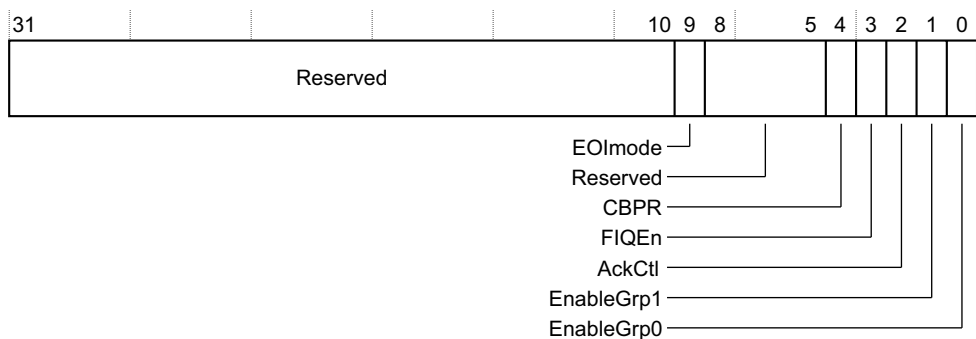 31 10 9 8 5 4 3 2 1 0
Reserved
EOImode
Reserved
CBPR
FIQEn
AckCtl
EnableGrp1
EnableGrp0